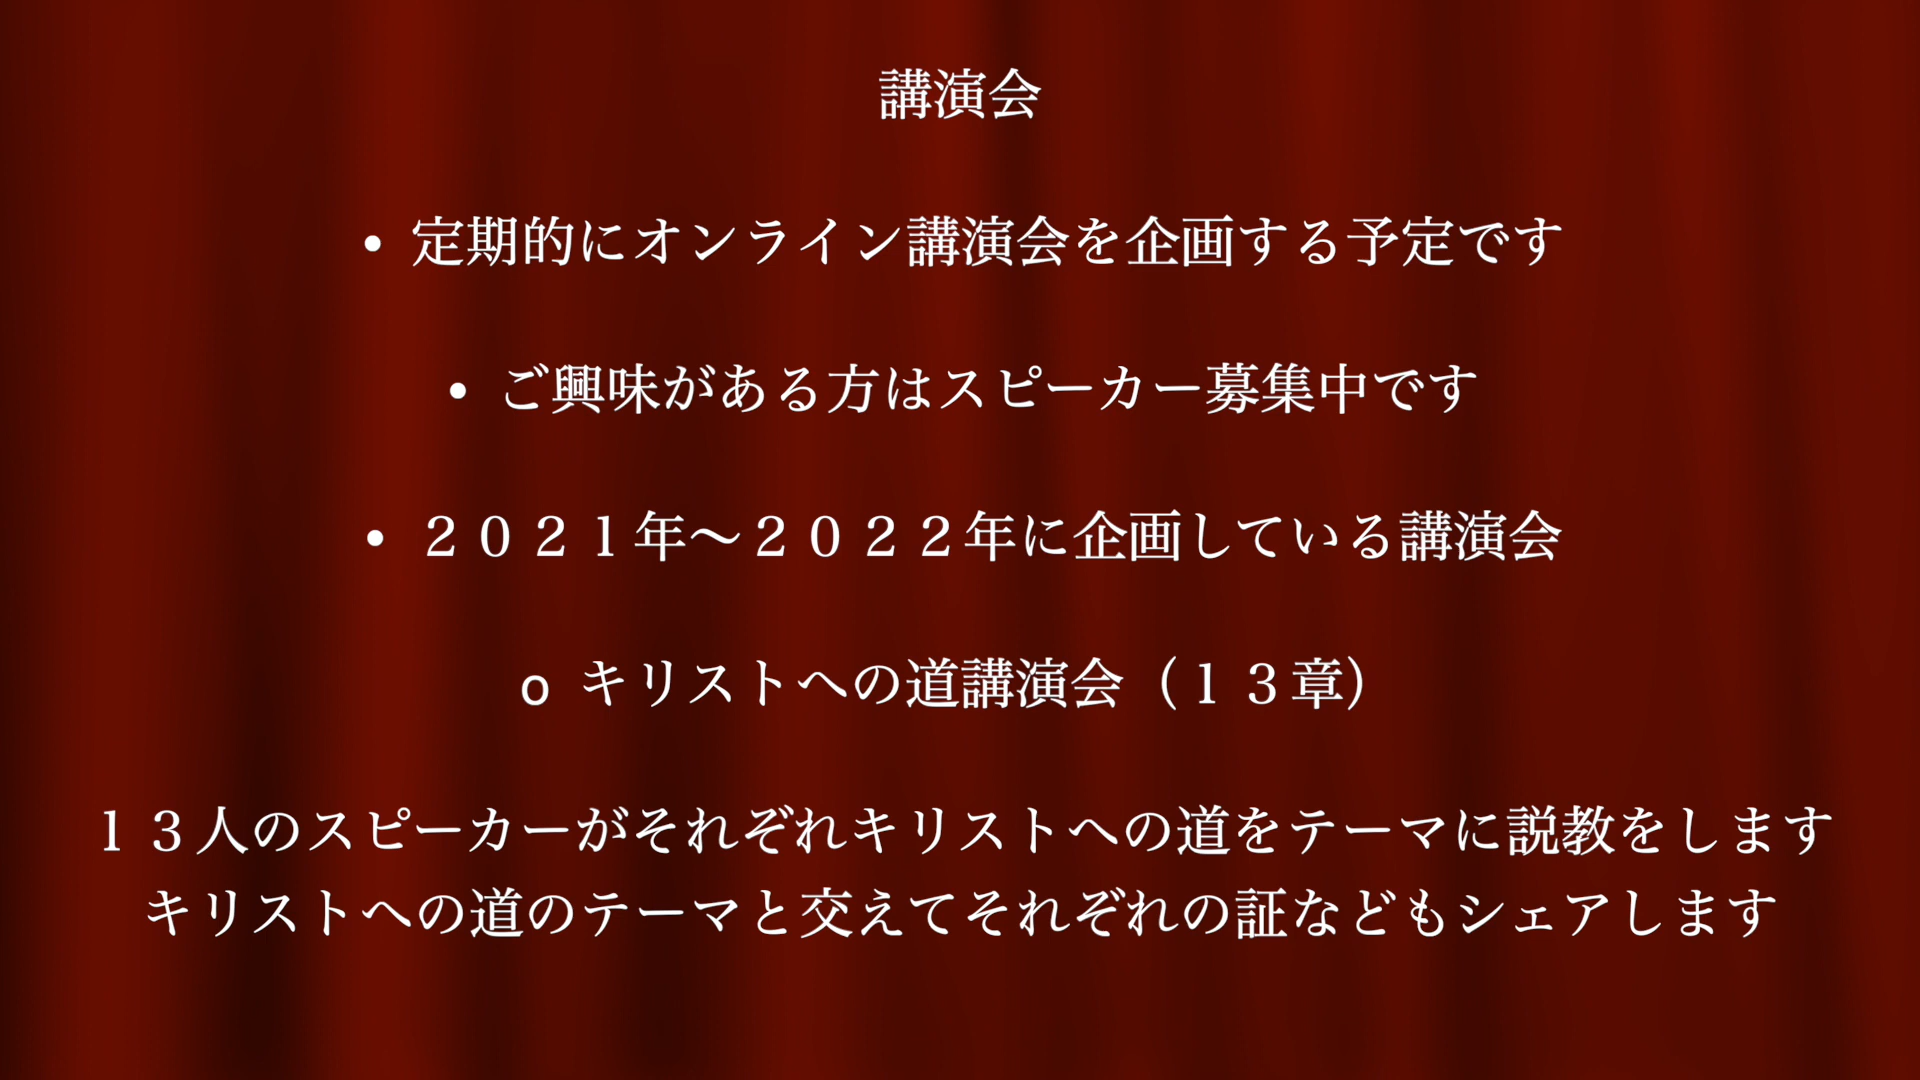 講演会
• 定期的にオンライン講演会を企画する予定です
• ご興味がある方はスピーカー募集中です
• ２０２１年～２０２２年に企画している講演会
o キリストへの道講演会（１３章）
１３人のスピーカーがそれぞれキリストへの道をテーマに説教をします
キリストへの道のテーマと交えてそれぞれの証などもシェアします